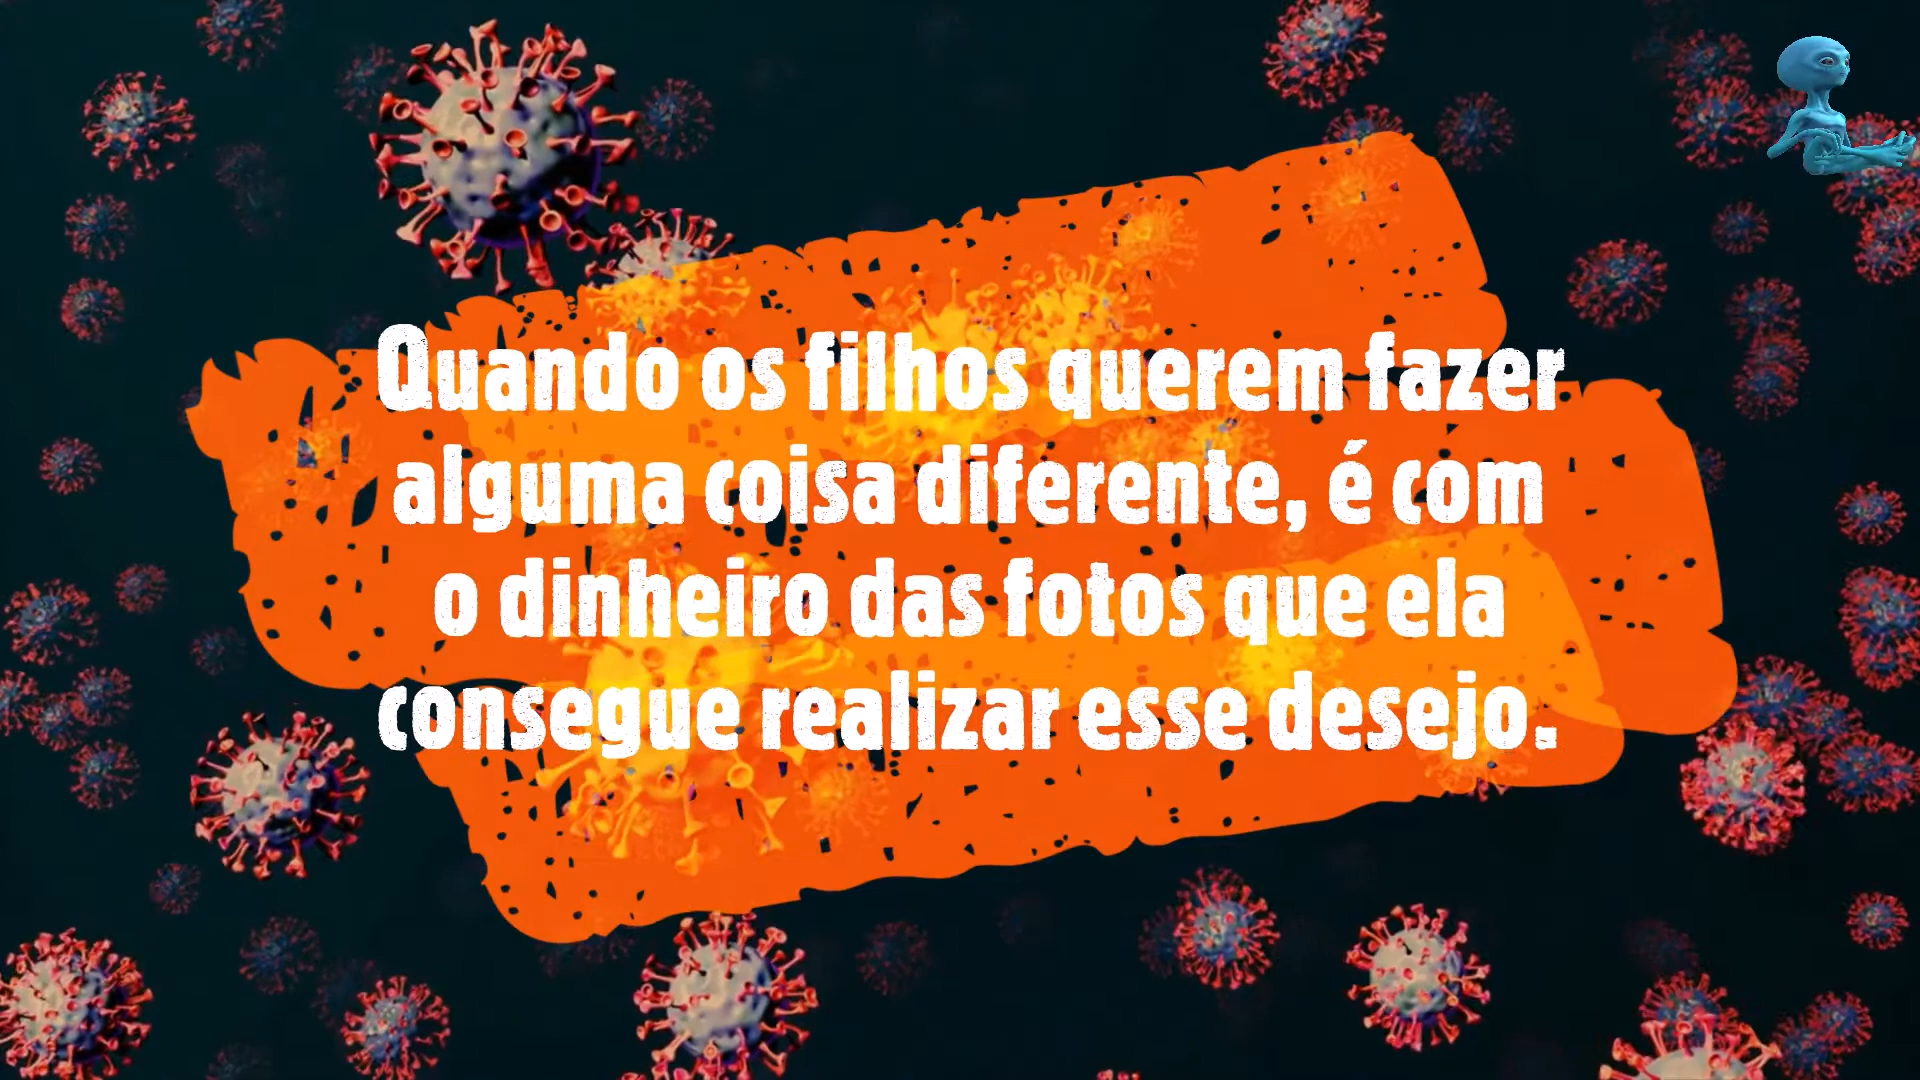 Quando os filhos querem fazer
alguma coisa diferente, é com
o dinheiro das fotos que ela
consegue realizar esse desejo.